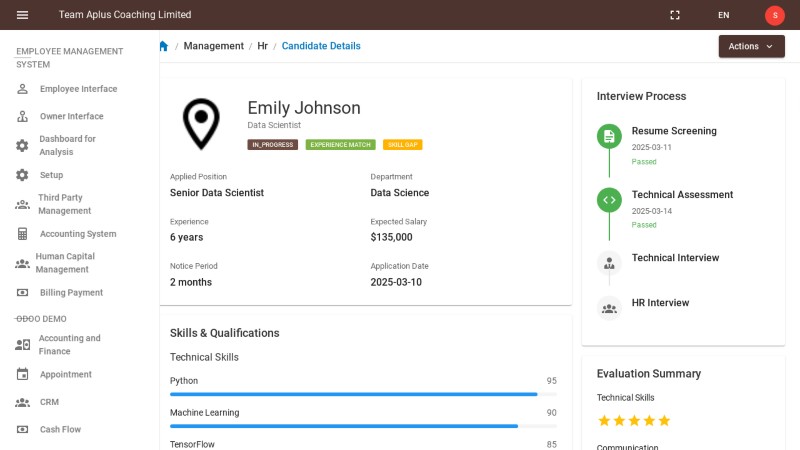 Team Aplus Coaching Limited
EN
S
EMPLOYEE MANAGEMENT
SYSTEM
Employee Interface
Owner Interface
Dashboard for
Analysis
Setup
Third Party
Management
Accounting System
Human Capital
Management
Billing Payment
ODOO DEMO
Accounting and
Finance
Appointment
CRM
Cash Flow
/ Management / Hr / Candidate Details
Actions
Emily Johnson
Data Scientist
IN_PROGRESS EXPERIENCE MATCH SKILL GAP
Applied Position
Senior Data Scientist
Department
Data Science
Experience
6 years
Expected Salary
$135,000
Notice Period
2 months
Application Date
2025-03-10
Skills & Qualifications
Technical Skills
Python 95
Machine Learning 90
TensorFlow 85
Interview Process
Resume Screening
2025-03-11
Passed
Technical Assessment
2025-03-14
Passed
Technical Interview
HR Interview
Evaluation Summary
Technical Skills
Communication